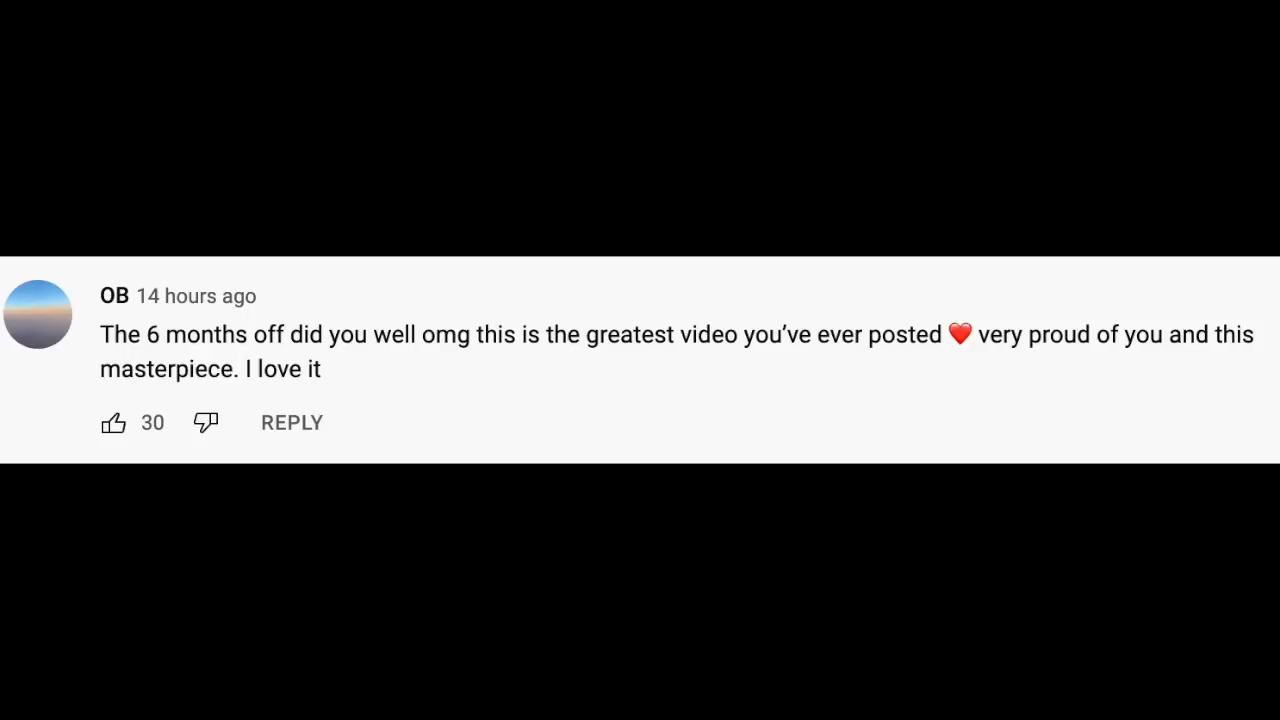 OB 14 hours ago
The 6 months off did you well omg this is the greatest video you’ve ever posted ❤️ very proud of you and this
masterpiece. I love it
30 REPLY